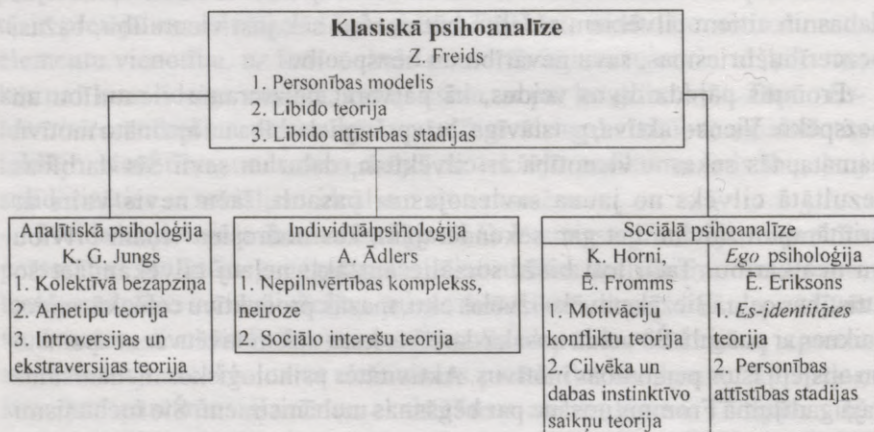 Klasiskā psihoanalīze
Z. Freids
1. Personības modelis
2. Libido teorija
3. Libido attīstības stadijas
Analītiskā psiholoģija
K. G. Jungs
1. Kolektīvā bezapziņa
2. Arhetipu teorija
3. Introversijas un
ekstraversijas teorija
Individuālpsiholoģija
A. Ādlers
1. Nepilnvērtības komplekss,
neiroze
2. Sociālo interešu teorija
Sociālā psihoanalīze
K. Horni,
Ē. Fromms
1. Motivāciju
konfliktu teorija
2. Cilvēka un
dabas instinktīvo
saikņu teorija
Ego psiholoģija
Ē. Eriksons
1. Es-identitātes
teorija
2. Personības
attīstības stadijas